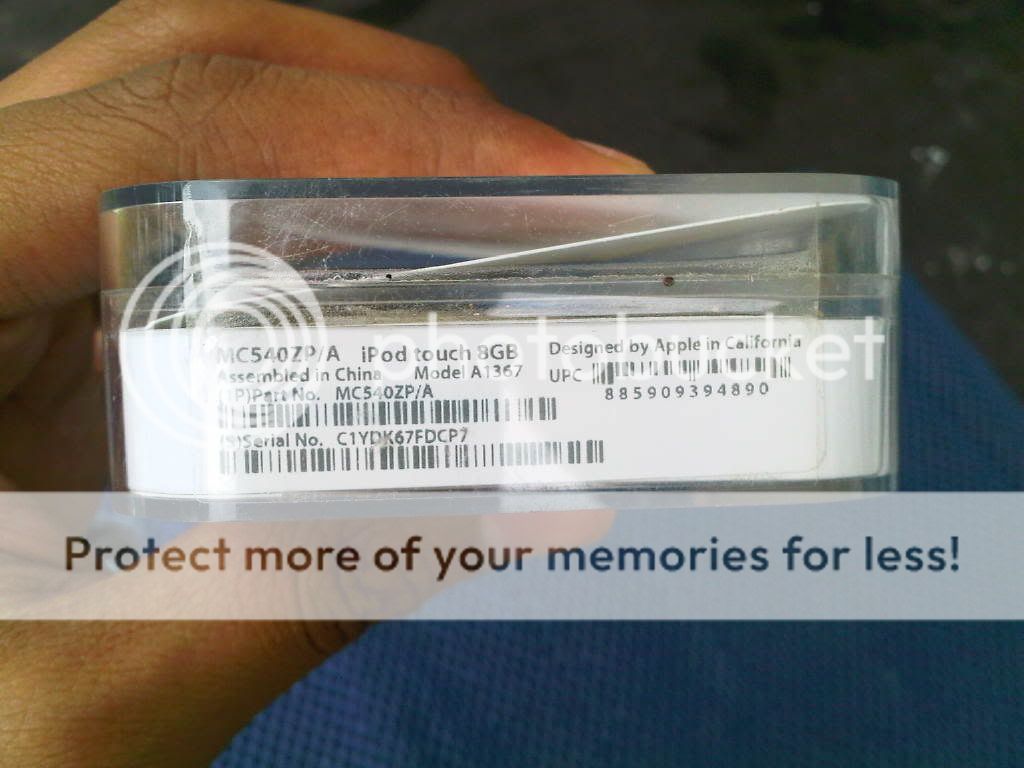 MC540ZP/A iPod touch 8GB
Assembled in China Model A1367
(1P)Part No. MC540ZP/A
(S)Serial No. C1YDK67FDCP7
Designed by Apple in California
UPC
885909394890
photobucket
Protect more of your memories for less!